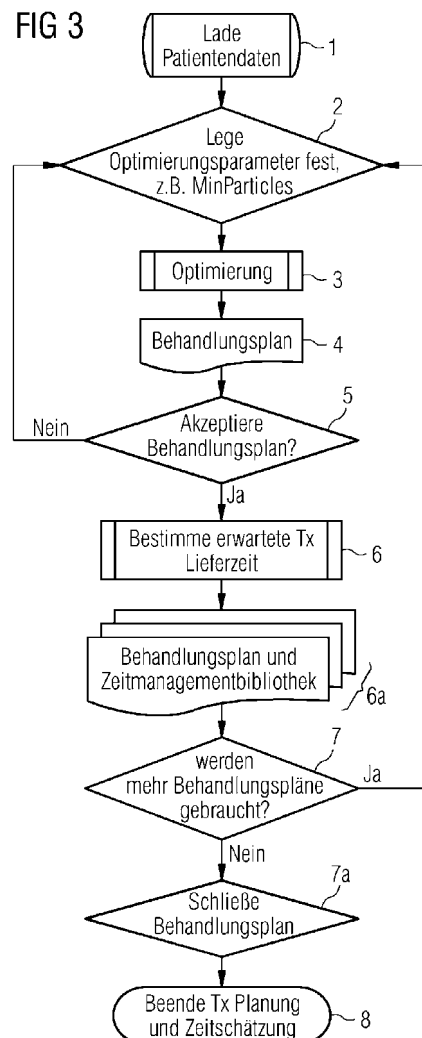 FIG 3
Lade
Patientendaten
1
2
Lege
Optimierungsparameter fest,
z.B. MinParticles
Optimierung
3
Behandlungsplan
4
5
Akzeptiere
Behandlungsplan?
Nein
Ja
Bestimme erwartete Tx
Lieferzeit
6
Behandlungsplan und
Zeitmanagementbibliothek
6a
7
werden
mehr Behandlungspläne
gebraucht?
Ja
Nein
7a
Schließe
Behandlungsplan
Beende Tx Planung
und Zeitschätzung
8